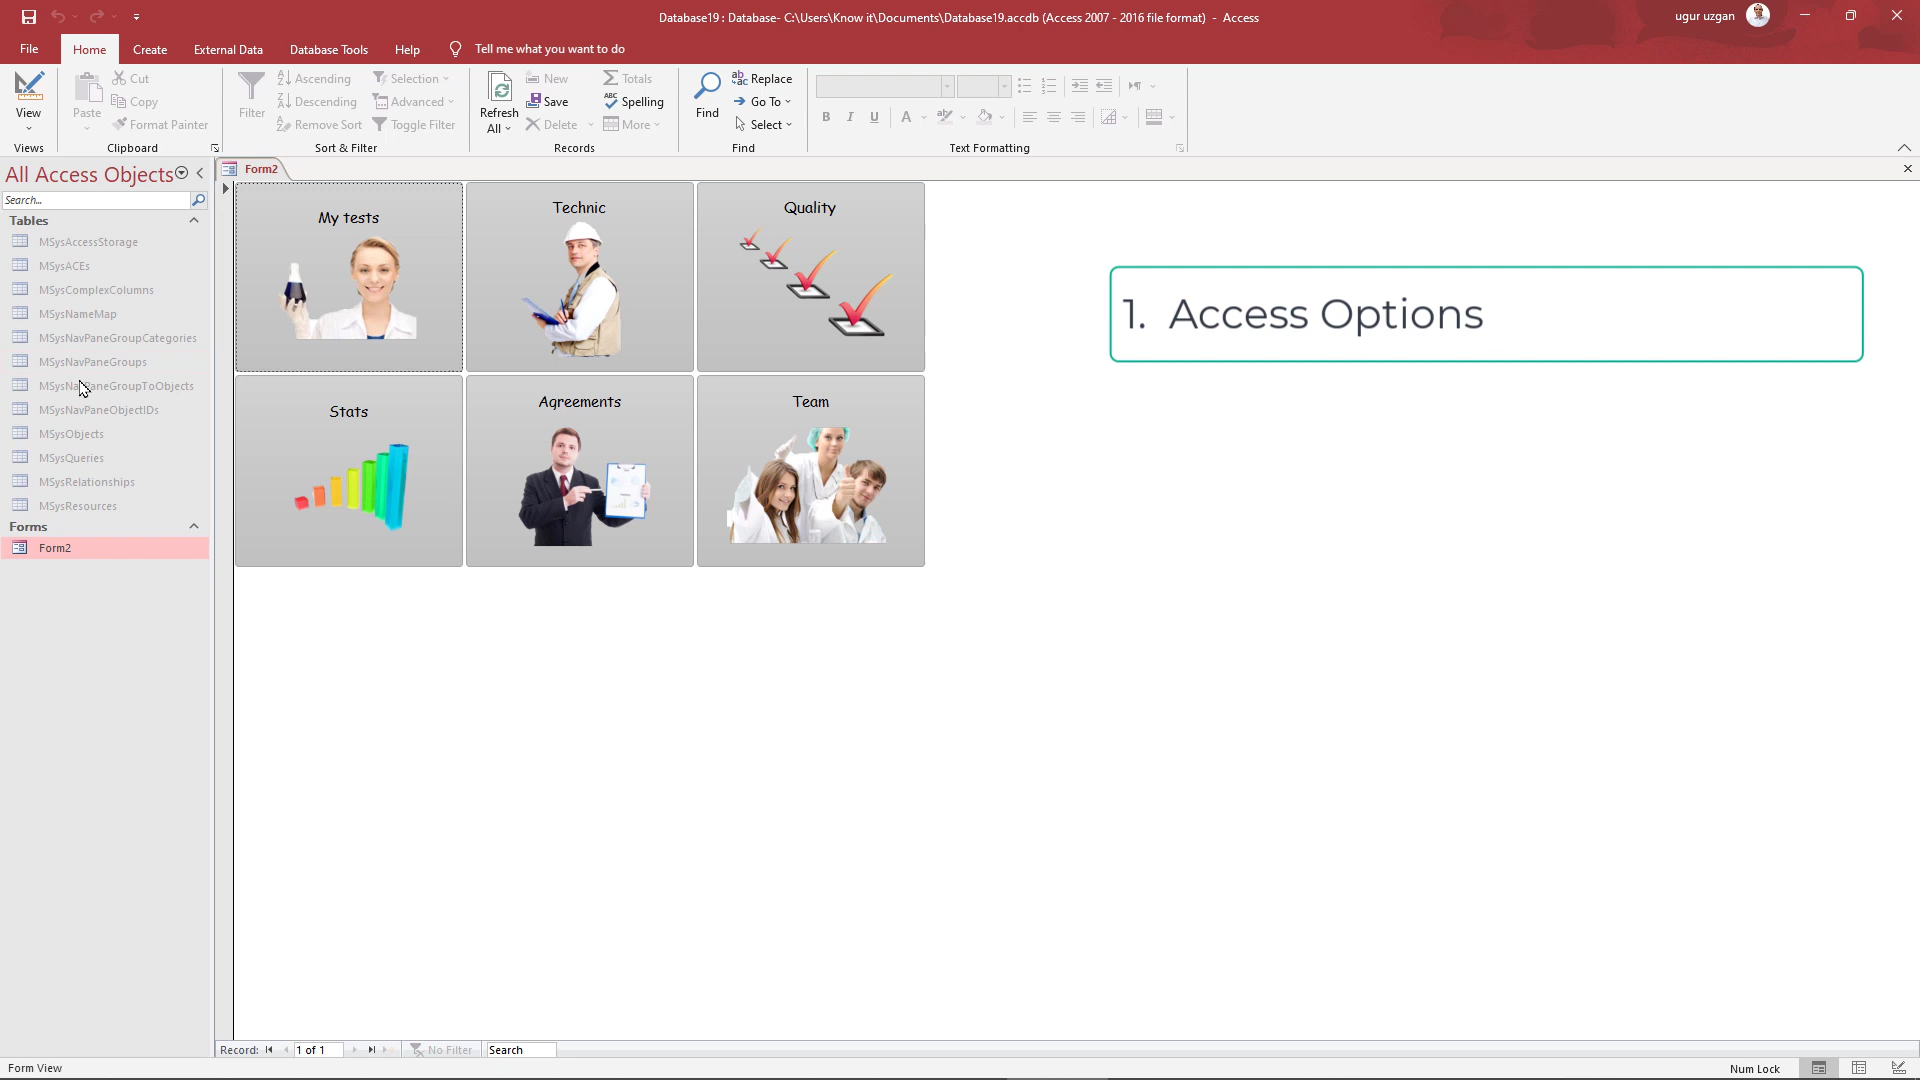 Database19 : Database- C:\Users\Know it\Documents\Database19.accdb (Access 2007 - 2016 file format) - Access
ugur uzgan
File Home Create External Data Database Tools Help Tell me what you want to do
View
Views
Paste
Cut
Copy
Format Painter
Clipboard
Filter
Ascending
Descending
Remove Sort
Selection
Advanced
Toggle Filter
Sort & Filter
Refresh
All
New
Save
Delete
Totals
Spelling
More
Records
Find
Replace
Go To
Select
Find
B I U A
Text Formatting
All Access Objects
Search...
Tables
MSysAccessStorage
MSysACEs
MSysComplexColumns
MSysNameMap
MSysNavPaneGroupCategories
MSysNavPaneGroups
MSysNavPaneGroupToObjects
MSysNavPaneObjectIDs
MSysObjects
MSysQueries
MSysRelationships
MSysResources
Forms
Form2
Form2
My tests
Technic
Quality
Stats
Agreements
Team
1. Access Options
Record: 1 of 1 No Filter Search
Form View
Num Lock